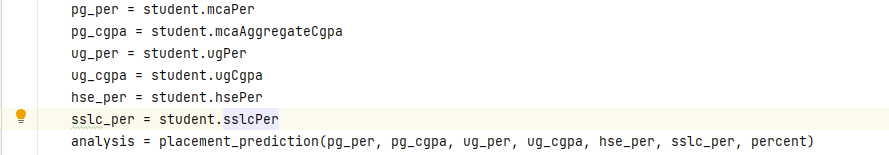 pg_per = student.mcaPer
pg_cgpa = student.mcaAggregateCgpa
ug_per = student.ugPer
ug_cgpa = student.ugCgpa
hse_per = student.hsePer
sslc_per = student.sslcPer
analysis = placement_prediction(pg_per, pg_cgpa, ug_per, ug_cgpa, hse_per, sslc_per, percent)